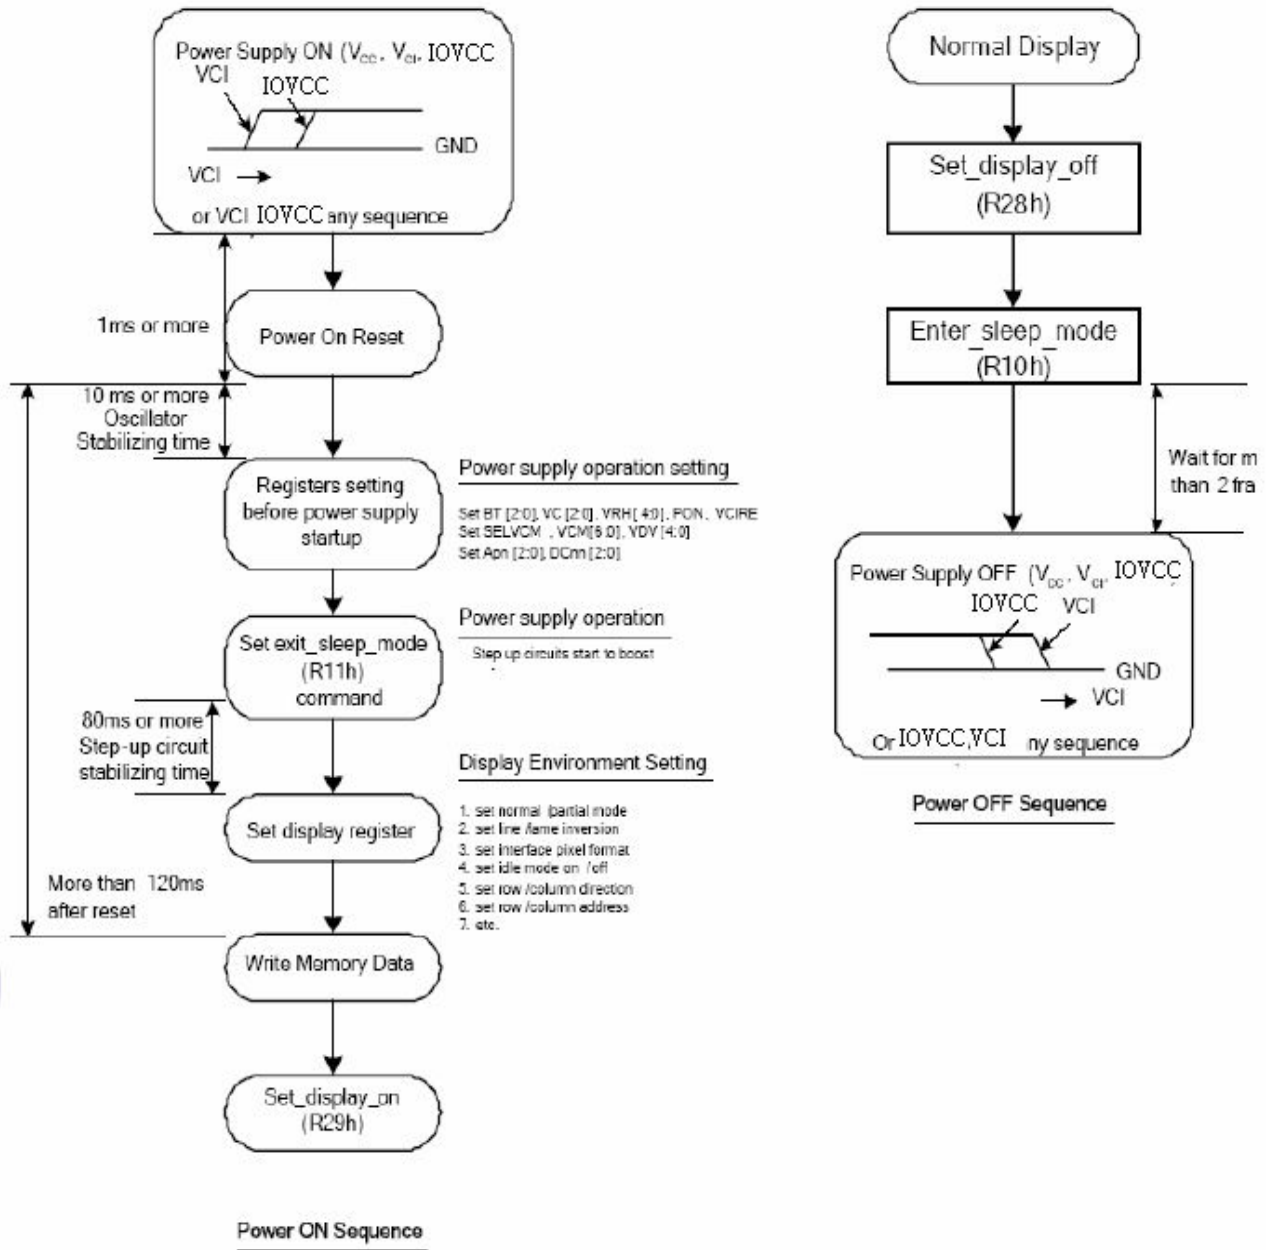 Power Supply ON (Vcc, VCI, IOVCC
VCI
IOVCC
GND
VCI
or VCI IOVCC any sequence
1ms or more
Power On Reset
10 ms or more
Oscillator
Stabilizing time
Registers setting
before power supply
startup
Power supply operation setting
Set BT [2:0], VC [2:0], VRH[ 4:0], PON, VCIRE
Set SELVCM , VCM[6:0], VDV [4:0]
Set Apn [2:0], DCnn [2:0]
Set exit_sleep_mode
(R11h)
command
Power supply operation
Step up circuits start to boost
80ms or more
Step-up circuit
stabilizing time
Set display register
Display Environment Setting
1. set normal /partial mode
2. set line /frame inversion
3. set interface pixel format
4. set idle mode on /off
5. set row /column direction
6. set row /column address
7. etc.
More than 120ms
after reset
Write Memory Data
Set_display_on
(R29h)
Power ON Sequence
Normal Display
Set_display_off
(R28h)
Enter_sleep_mode
(R10h)
Wait for m
than 2 fra
Power Supply OFF (Vcc, VCI, IOVCC
IOVCC VCI
GND
VCI
Or IOVCC,VCI ny sequence
Power OFF Sequence